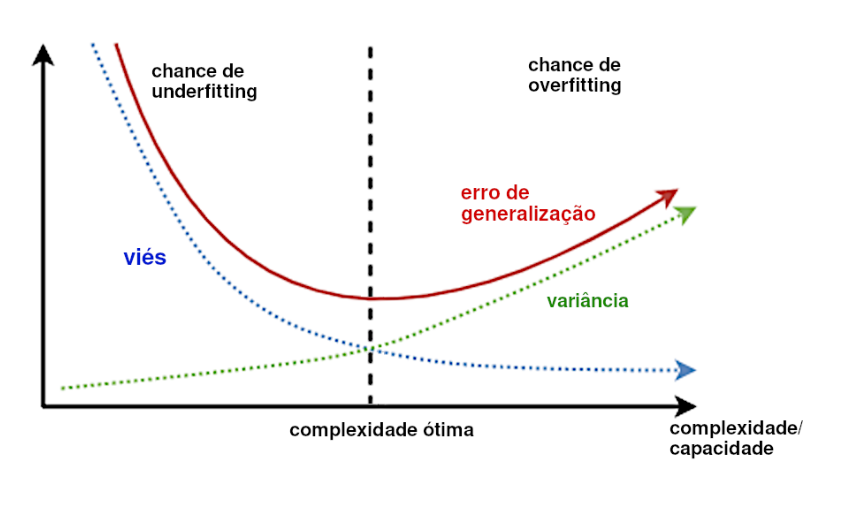 chance de
underfitting
chance de
overfitting
erro de
generalização
viés
variância
complexidade ótima
complexidade/
capacidade